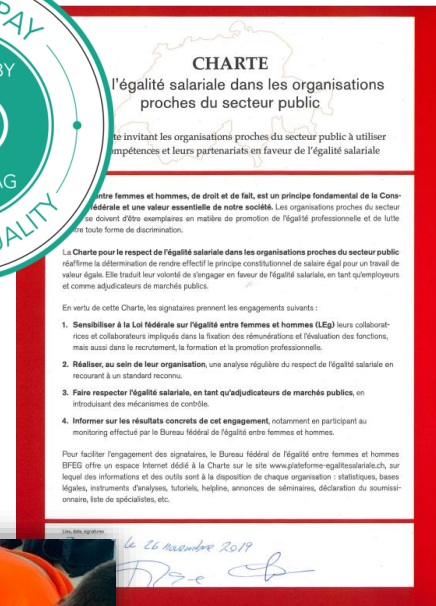 PAY
BY
AG
UALITY
CHARTE
l'égalité salariale dans les organisations
proches du secteur public
te invitant les organisations proches du secteur public à utiliser
mpétences et leurs partenariats en faveur de l'égalité salariale
ntre femmes et hommes, de droit et de fait, est un principe fondamental de la Cons-
fédérale et une valeur essentielle de notre société. Les organisations proches du secteur
se doivent d'être exemplaires en matière de promotion de l'égalité professionnelle et de lutte
tre toute forme de discrimination.
La Charte pour le respect de l'égalité salariale dans les organisations proches du secteur public
réaffirme la détermination de rendre effectif le principe constitutionnel de salaire égal pour un travail de
valeur égale. Elle traduit leur volonté de s'engager en faveur de l'égalité salariale, en tant qu'employeurs
et comme adjudicateurs de marchés publics.
En vertu de cette Charte, les signataires prennent les engagements suivants :
1. Sensibiliser à la Loi fédérale sur l'égalité entre femmes et hommes (LEg) leurs collaborat-
rices et collaborateurs impliqués dans la fixation des rémunérations et l'évaluation des fonctions,
mais aussi dans le recrutement, la formation et la promotion professionnelle.
2. Réaliser, au sein de leur organisation, une analyse régulière du respect de l'égalité salariale en
recourant à un standard reconnu.
3. Faire respecter l'égalité salariale, en tant qu'adjudicateurs de marchés publics, en
introduisant des mécanismes de contrôle.
4. Informer sur les résultats concrets de cet engagement, notamment en participant au
monitoring effectué par le Bureau fédéral de l'égalité entre femmes et hommes.
Pour faciliter l'engagement des signataires, le Bureau fédéral de l'égalité entre femmes et hommes
BFEG offre un espace Internet dédié à la Charte sur le site www.plateforme-egalitesalariale.ch, sur
lequel des informations et des outils sont à la disposition de chaque organisation : statistiques, bases
légales, instruments d'analyses, tutoriels, helpline, annonces de séminaires, déclaration du soumissi-
onnaire, liste de spécialistes, etc.
Lieu, date, signatures
le 26 novembre 2019